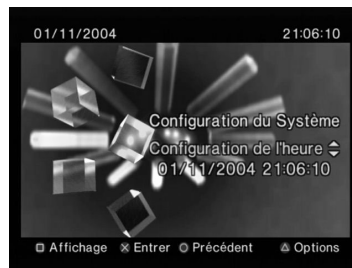 01/11/2004 21:06:10
Configuration du Système
Configuration de l'heure
01/11/2004 21:06:10
Affichage Entrer Précédent Options